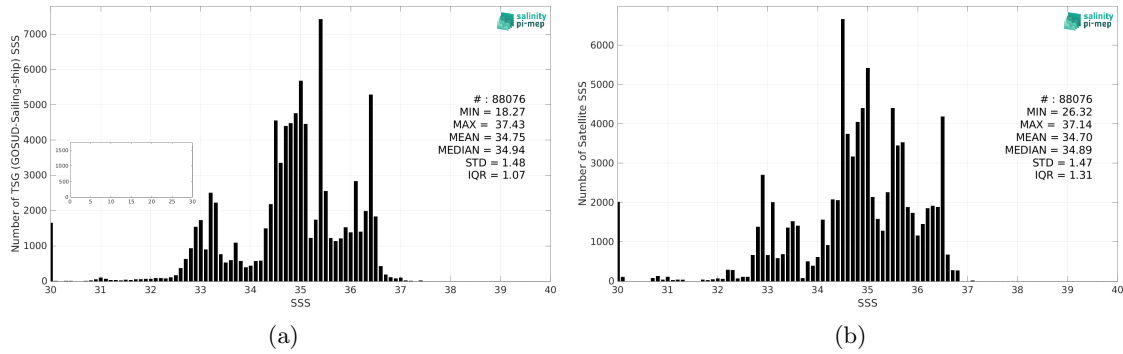 salinity
pi-mep
Number of TSG (GOSUD-Sailing-ship) SSS
7000
6000
5000
4000
3000
2000
1000
0
# : 88076
MIN = 18.27
MAX = 37.43
MEAN = 34.75
MEDIAN = 34.94
STD = 1.48
IQR = 1.07
1500
1000
500
0
0 5 10 15 20 25 30
30 31 32 33 34 35 36 37 38 39 40
SSS
(a)
salinity
pi-mep
Number of Satellite SSS
6000
5000
4000
3000
2000
1000
0
# : 88076
MIN = 26.32
MAX = 37.14
MEAN = 34.70
MEDIAN = 34.89
STD = 1.47
IQR = 1.31
30 31 32 33 34 35 36 37 38 39 40
SSS
(b)